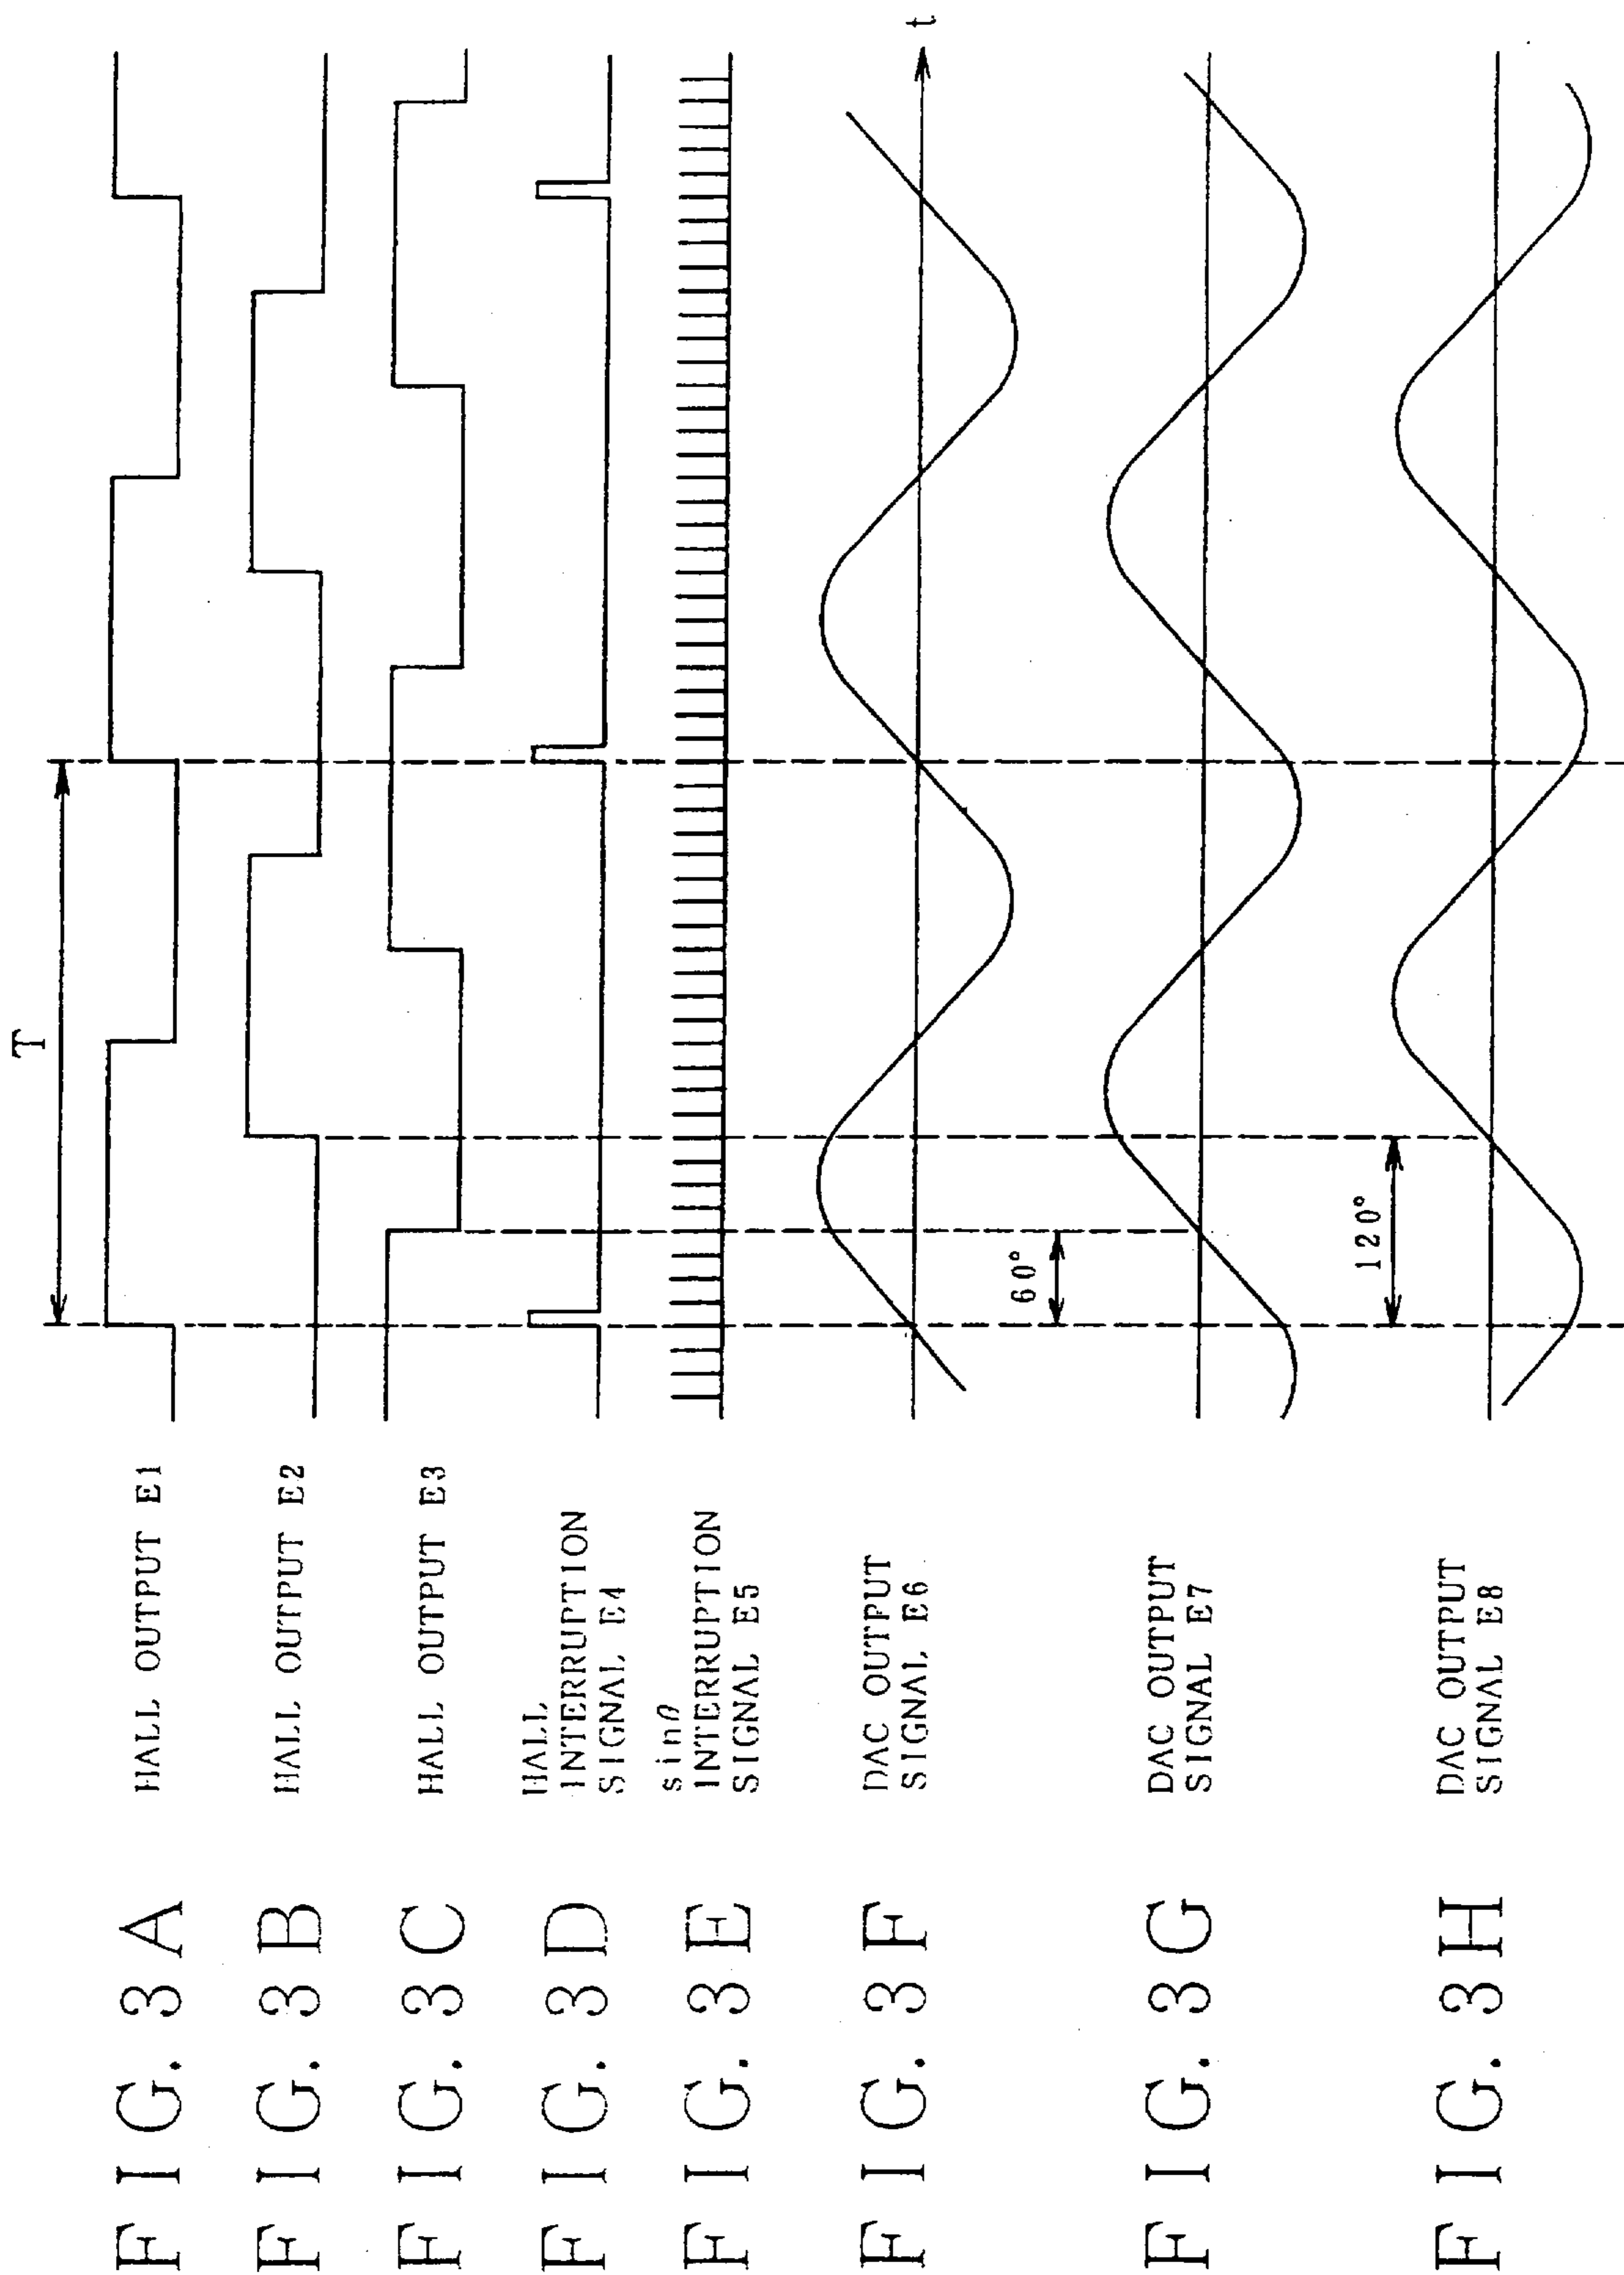 FIG. 3A
HALL OUTPUT E1
T
FIG. 3B
HALL OUTPUT E2
FIG. 3C
HALL OUTPUT E3
FIG. 3D
HALL
INTERRUPTION
SIGNAL E4
FIG. 3E
sinθ
INTERRUPTION
SIGNAL E5
FIG. 3F
DAC OUTPUT
SIGNAL E6
t
FIG. 3G
DAC OUTPUT
SIGNAL E7
60°
FIG. 3H
DAC OUTPUT
SIGNAL E8
120°